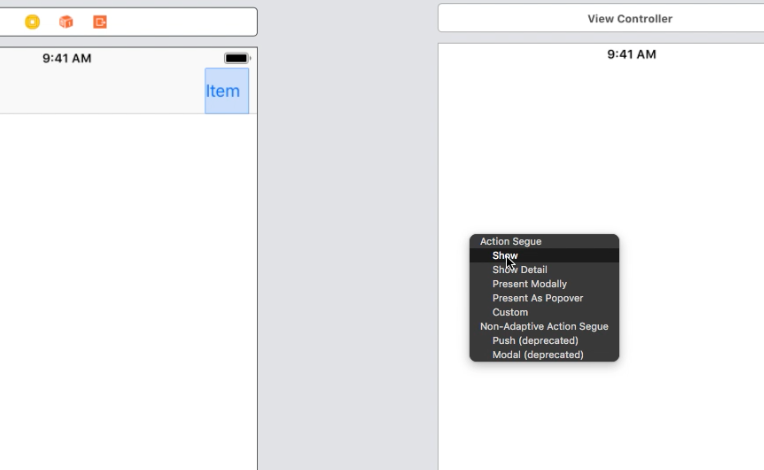 View Controller
9:41 AM
9:41 AM
Item
Action Segue
Show
Show Detail
Present Modally
Present As Popover
Custom
Non-Adaptive Action Segue
Push (deprecated)
Modal (deprecated)